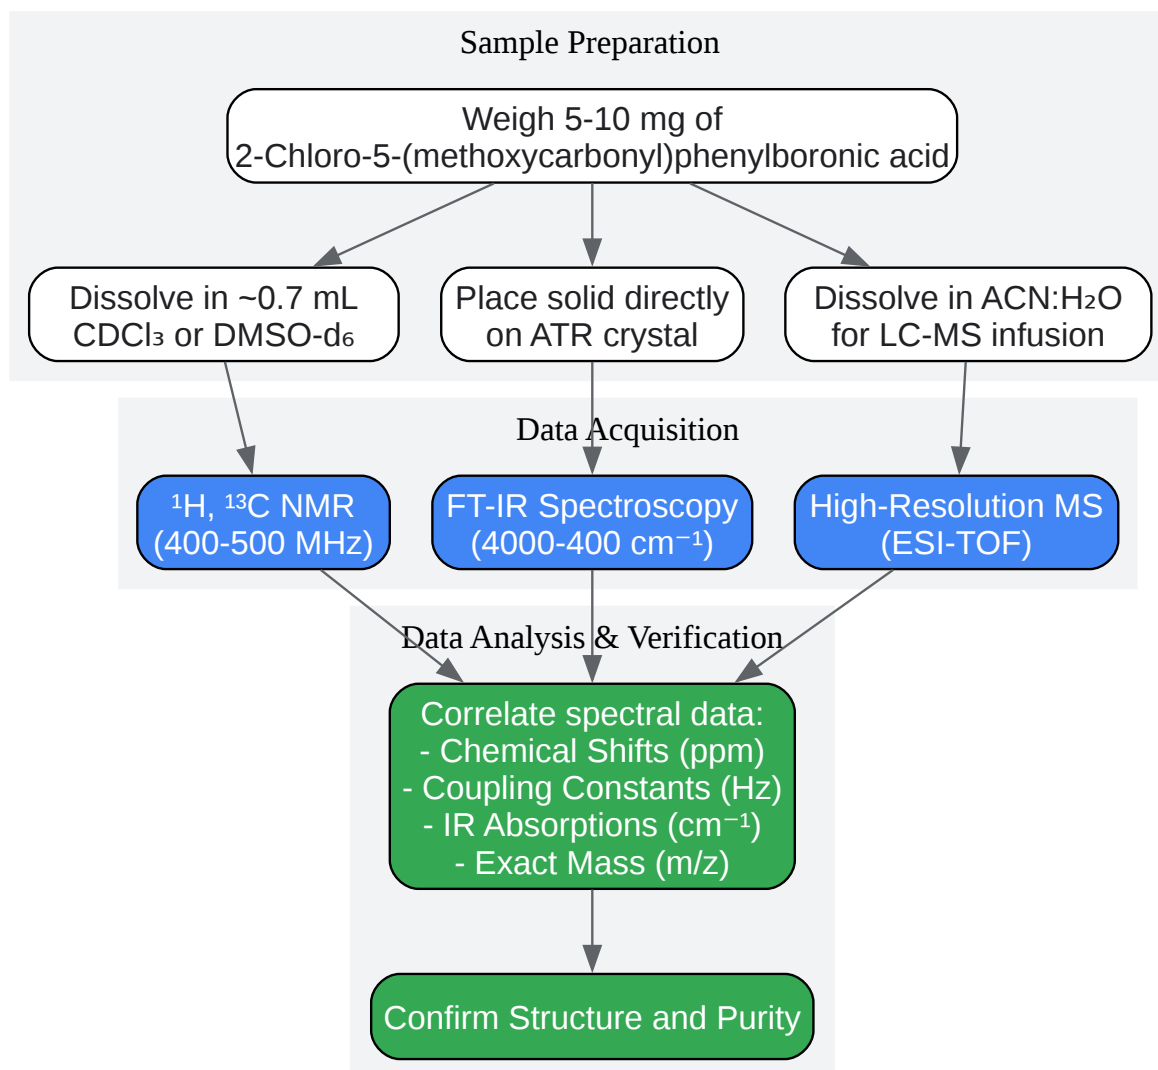 Sample Preparation
Weigh 5-10 mg of
2-Chloro-5-(methoxycarbonyl)phenylboronic acid
Dissolve in ~0.7 mL
CDCl₃ or DMSO-d₆
Place solid directly
on ATR crystal
Dissolve in ACN:H₂O
for LC-MS infusion
Data Acquisition
¹H, ¹³C NMR
(400-500 MHz)
FT-IR Spectroscopy
(4000-400 cm⁻¹)
High-Resolution MS
(ESI-TOF)
Data Analysis & Verification
Correlate spectral data:
- Chemical Shifts (ppm)
- Coupling Constants (Hz)
- IR Absorptions (cm⁻¹)
- Exact Mass (m/z)
Confirm Structure and Purity